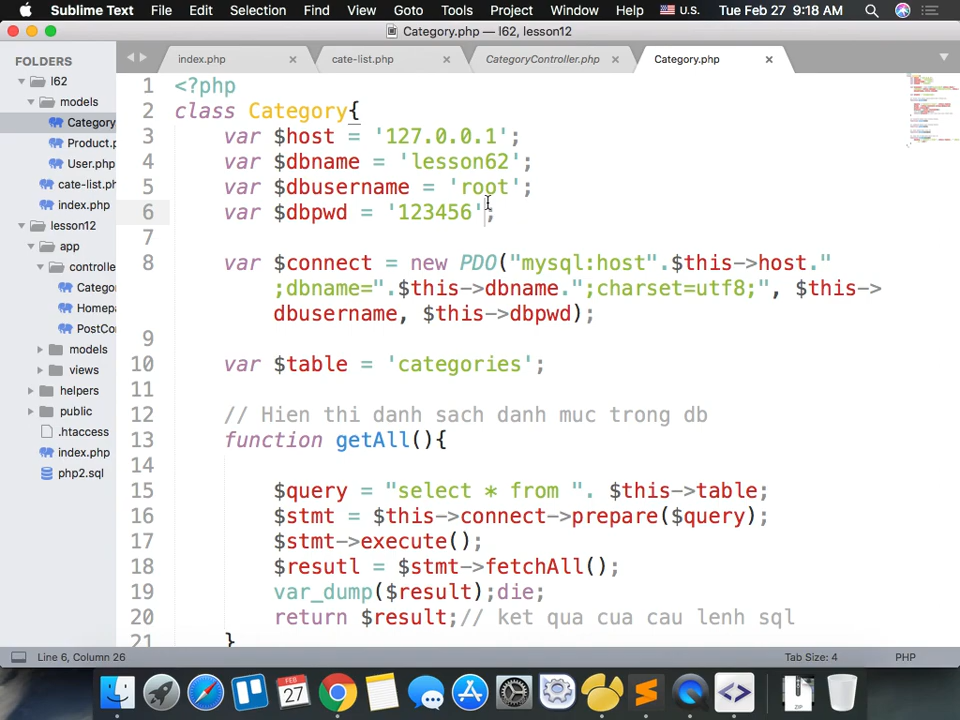 Sublime Text File Edit Selection Find View Goto Tools Project Window Help U.S. Tue Feb 27 9:18 AM
Category.php — l62, lesson12
FOLDERS
l62
models
Category
Product.p
User.php
cate-list.ph
index.php
lesson12
app
controlle
Catego
Homepa
PostCo
models
views
helpers
public
.htaccess
index.php
php2.sql
index.php cate-list.php CategoryController.php Category.php
1 <?php
2 class Category{
3 var $host = '127.0.0.1';
4 var $dbname = 'lesson62';
5 var $dbusername = 'root';
6 var $dbpwd = '123456';
7
8 var $connect = new PDO("mysql:host".$this->host."
;dbname=".$this->dbname.";charset=utf8;", $this->
dbusername, $this->dbpwd);
9
10 var $table = 'categories';
11
12 // Hien thi danh sach danh muc trong db
13 function getAll(){
14
15 $query = "select * from ". $this->table;
16 $stmt = $this->connect->prepare($query);
17 $stmt->execute();
18 $resutl = $stmt->fetchAll();
19 var_dump($result);die;
20 return $result;// ket qua cua cau lenh sql
21 }
Line 6, Column 26 Tab Size: 4 PHP
FEB
27
ZIP